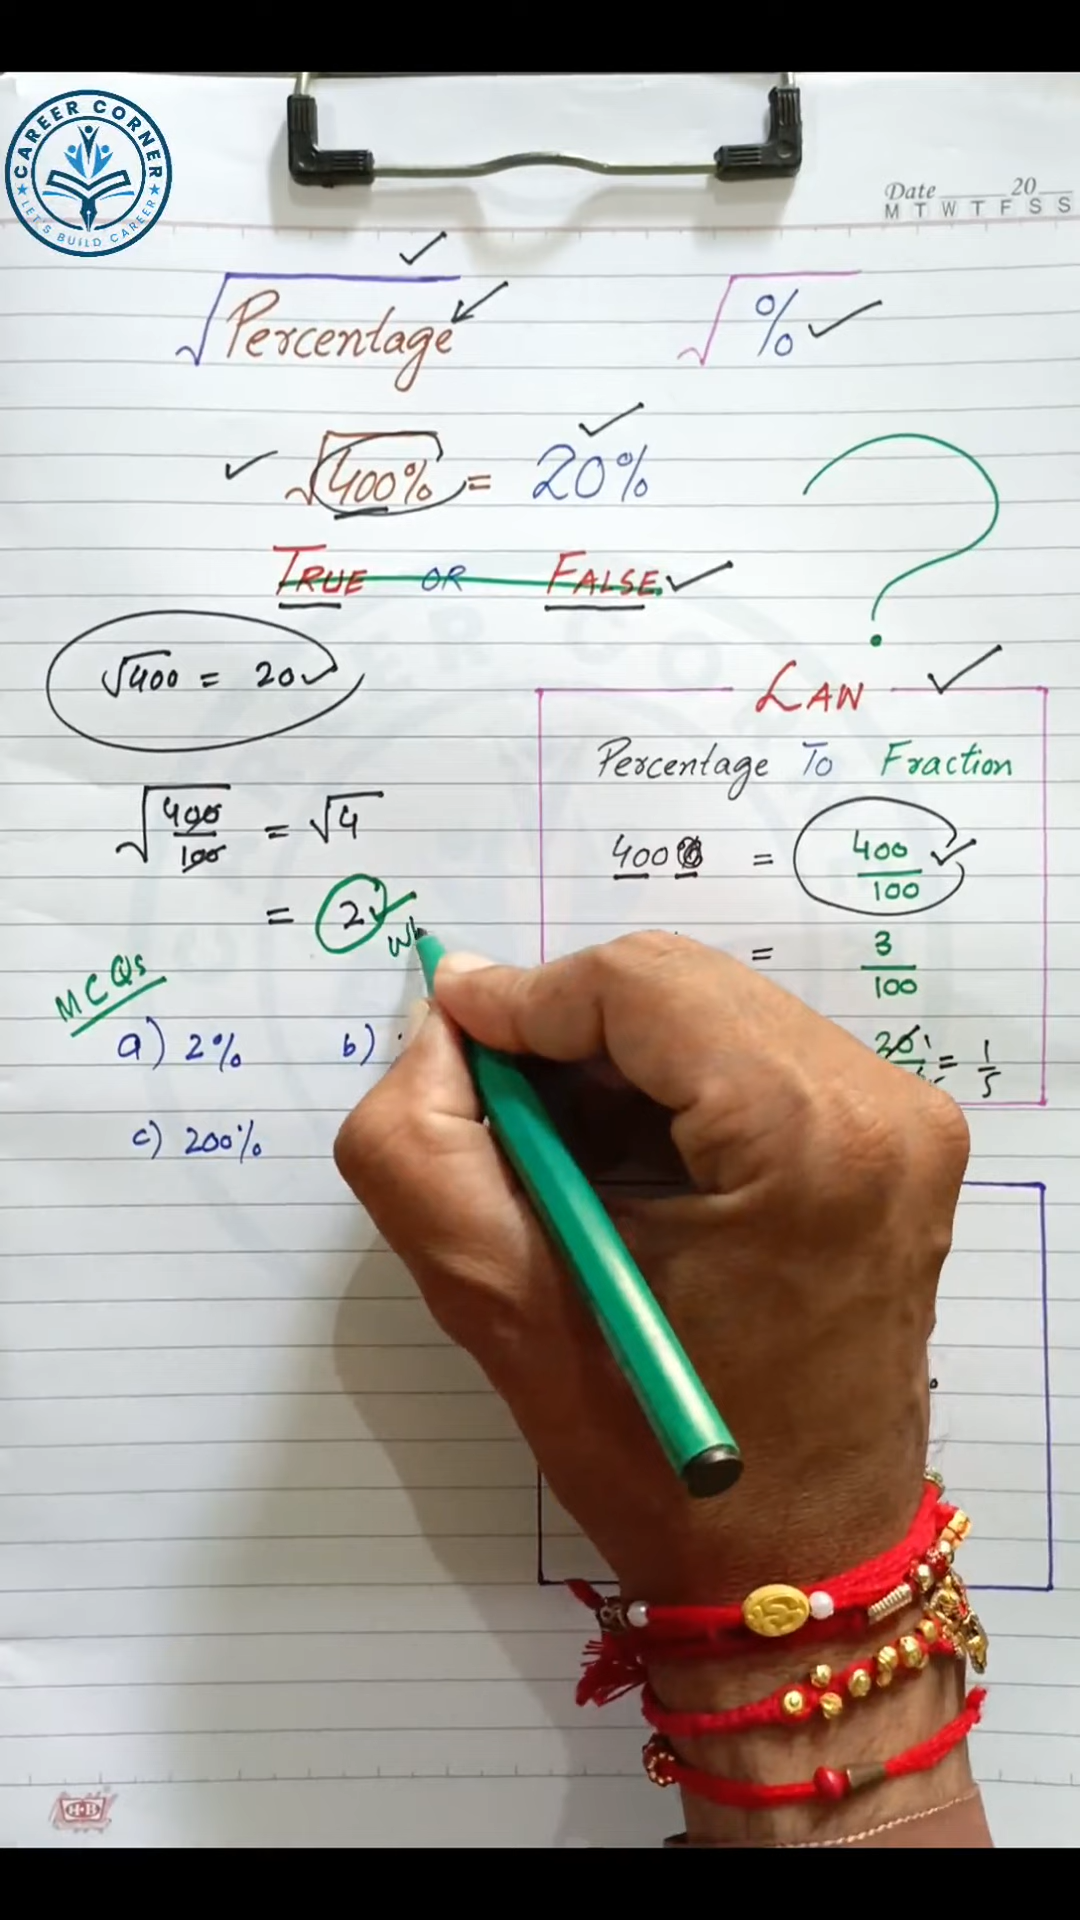 CAREER CORNER
LET'S BUILD CAREER
Date 20
M T W T F S S
√Percentage √%
√400% = 20%
TRUE OR FALSE.
√400 = 20
LAW
Percentage To Fraction
√400/100 = √4
400% = 400/100
= 2
= 3/100
MCQs
a) 2% b)
= 1/5
c) 200%